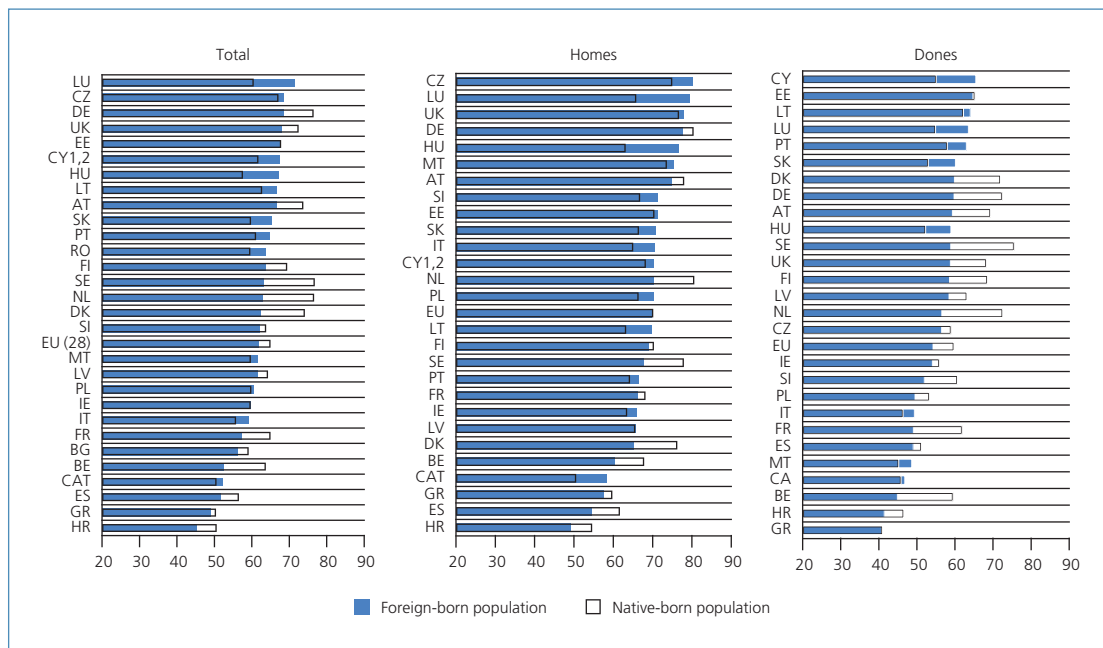 Total
LU
CZ
DE
UK
EE
CY1,2
HU
LT
AT
SK
PT
RO
FI
SE
NL
DK
SI
EU (28)
MT
LV
PL
IE
IT
FR
BG
BE
CAT
ES
GR
HR
20 30 40 50 60 70 80 90
Homes
CZ
LU
UK
DE
HU
MT
AT
SI
EE
SK
IT
CY1,2
NL
PL
EU
LT
FI
SE
PT
FR
IE
LV
DK
BE
CAT
GR
ES
HR
20 30 40 50 60 70 80 90
Dones
CY
EE
LT
LU
PT
SK
DK
DE
AT
HU
SE
UK
FI
LV
NL
CZ
EU
IE
SI
PL
IT
FR
ES
MT
CA
BE
HR
GR
20 30 40 50 60 70 80 90
Foreign-born population
Native-born population